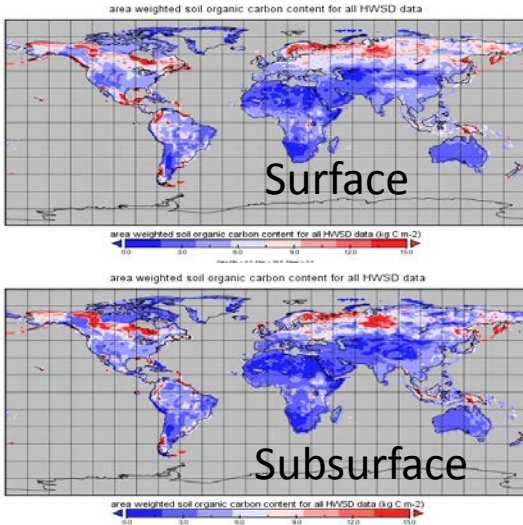 area weighted soil organic carbon content for all HWSD data
Surface
area weighted soil organic carbon content for all HWSD data (kg C m-2)
0.0 3.0 6.0 9.0 12.0 15.0
area weighted soil organic carbon content for all HWSD data
Subsurface
area weighted soil organic carbon content for all HWSD data (kg C m-2)
0.0 3.0 6.0 9.0 12.0 15.0